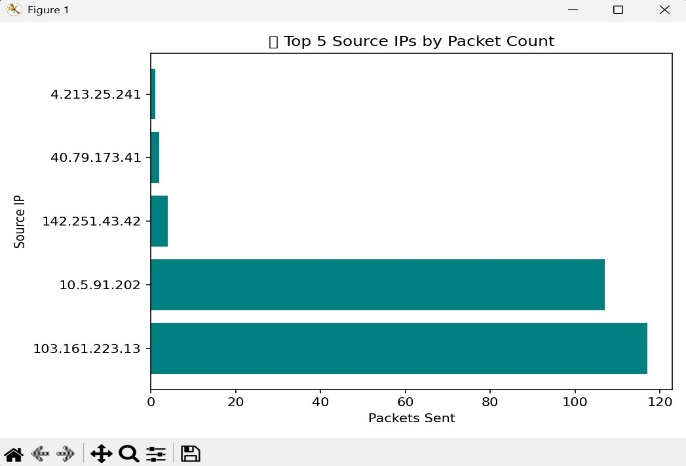 Figure 1
▯ Top 5 Source IPs by Packet Count
4.213.25.241
40.79.173.41
142.251.43.42
10.5.91.202
103.161.223.13
Source IP
0 20 40 60 80 100 120
Packets Sent